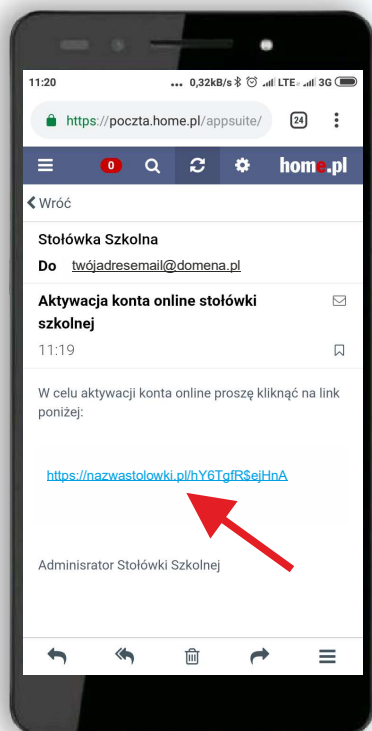 11:20 ... 0,32kB/s LTE 3G
https://poczta.home.pl/appsuite/ 24
0 home.pl
Wróć
Stołówka Szkolna
Do twójadresemail@domena.pl
Aktywacja konta online stołówki
szkolnej
11:19
W celu aktywacji konta online proszę kliknąć na link
poniżej:
https://nazwastolowki.pl/hY6TgfR$ejHnA
Adminisrator Stołówki Szkolnej